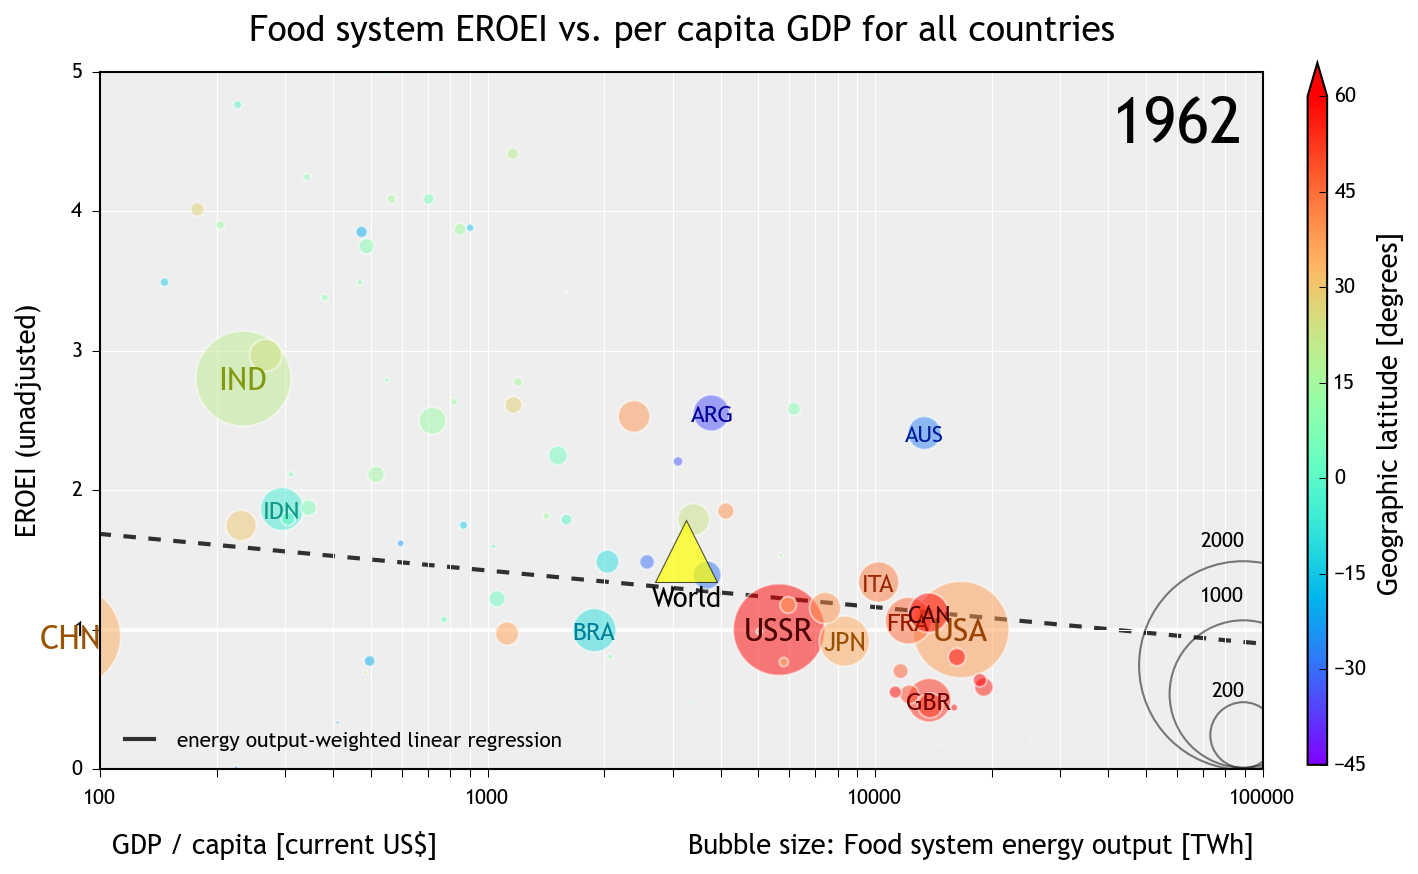 Food system EROEI vs. per capita GDP for all countries
1962
EROEI (unadjusted)
5
4
3
2
1
0
IND
IDN
CHN
BRA
ARG
AUS
World
USSR
JPN
ITA
FRA
CAN
USA
GBR
2000
1000
200
energy output-weighted linear regression
100
1000
10000
100000
GDP / capita [current US$]
Bubble size: Food system energy output [TWh]
60
45
30
15
0
−15
−30
−45
Geographic latitude [degrees]